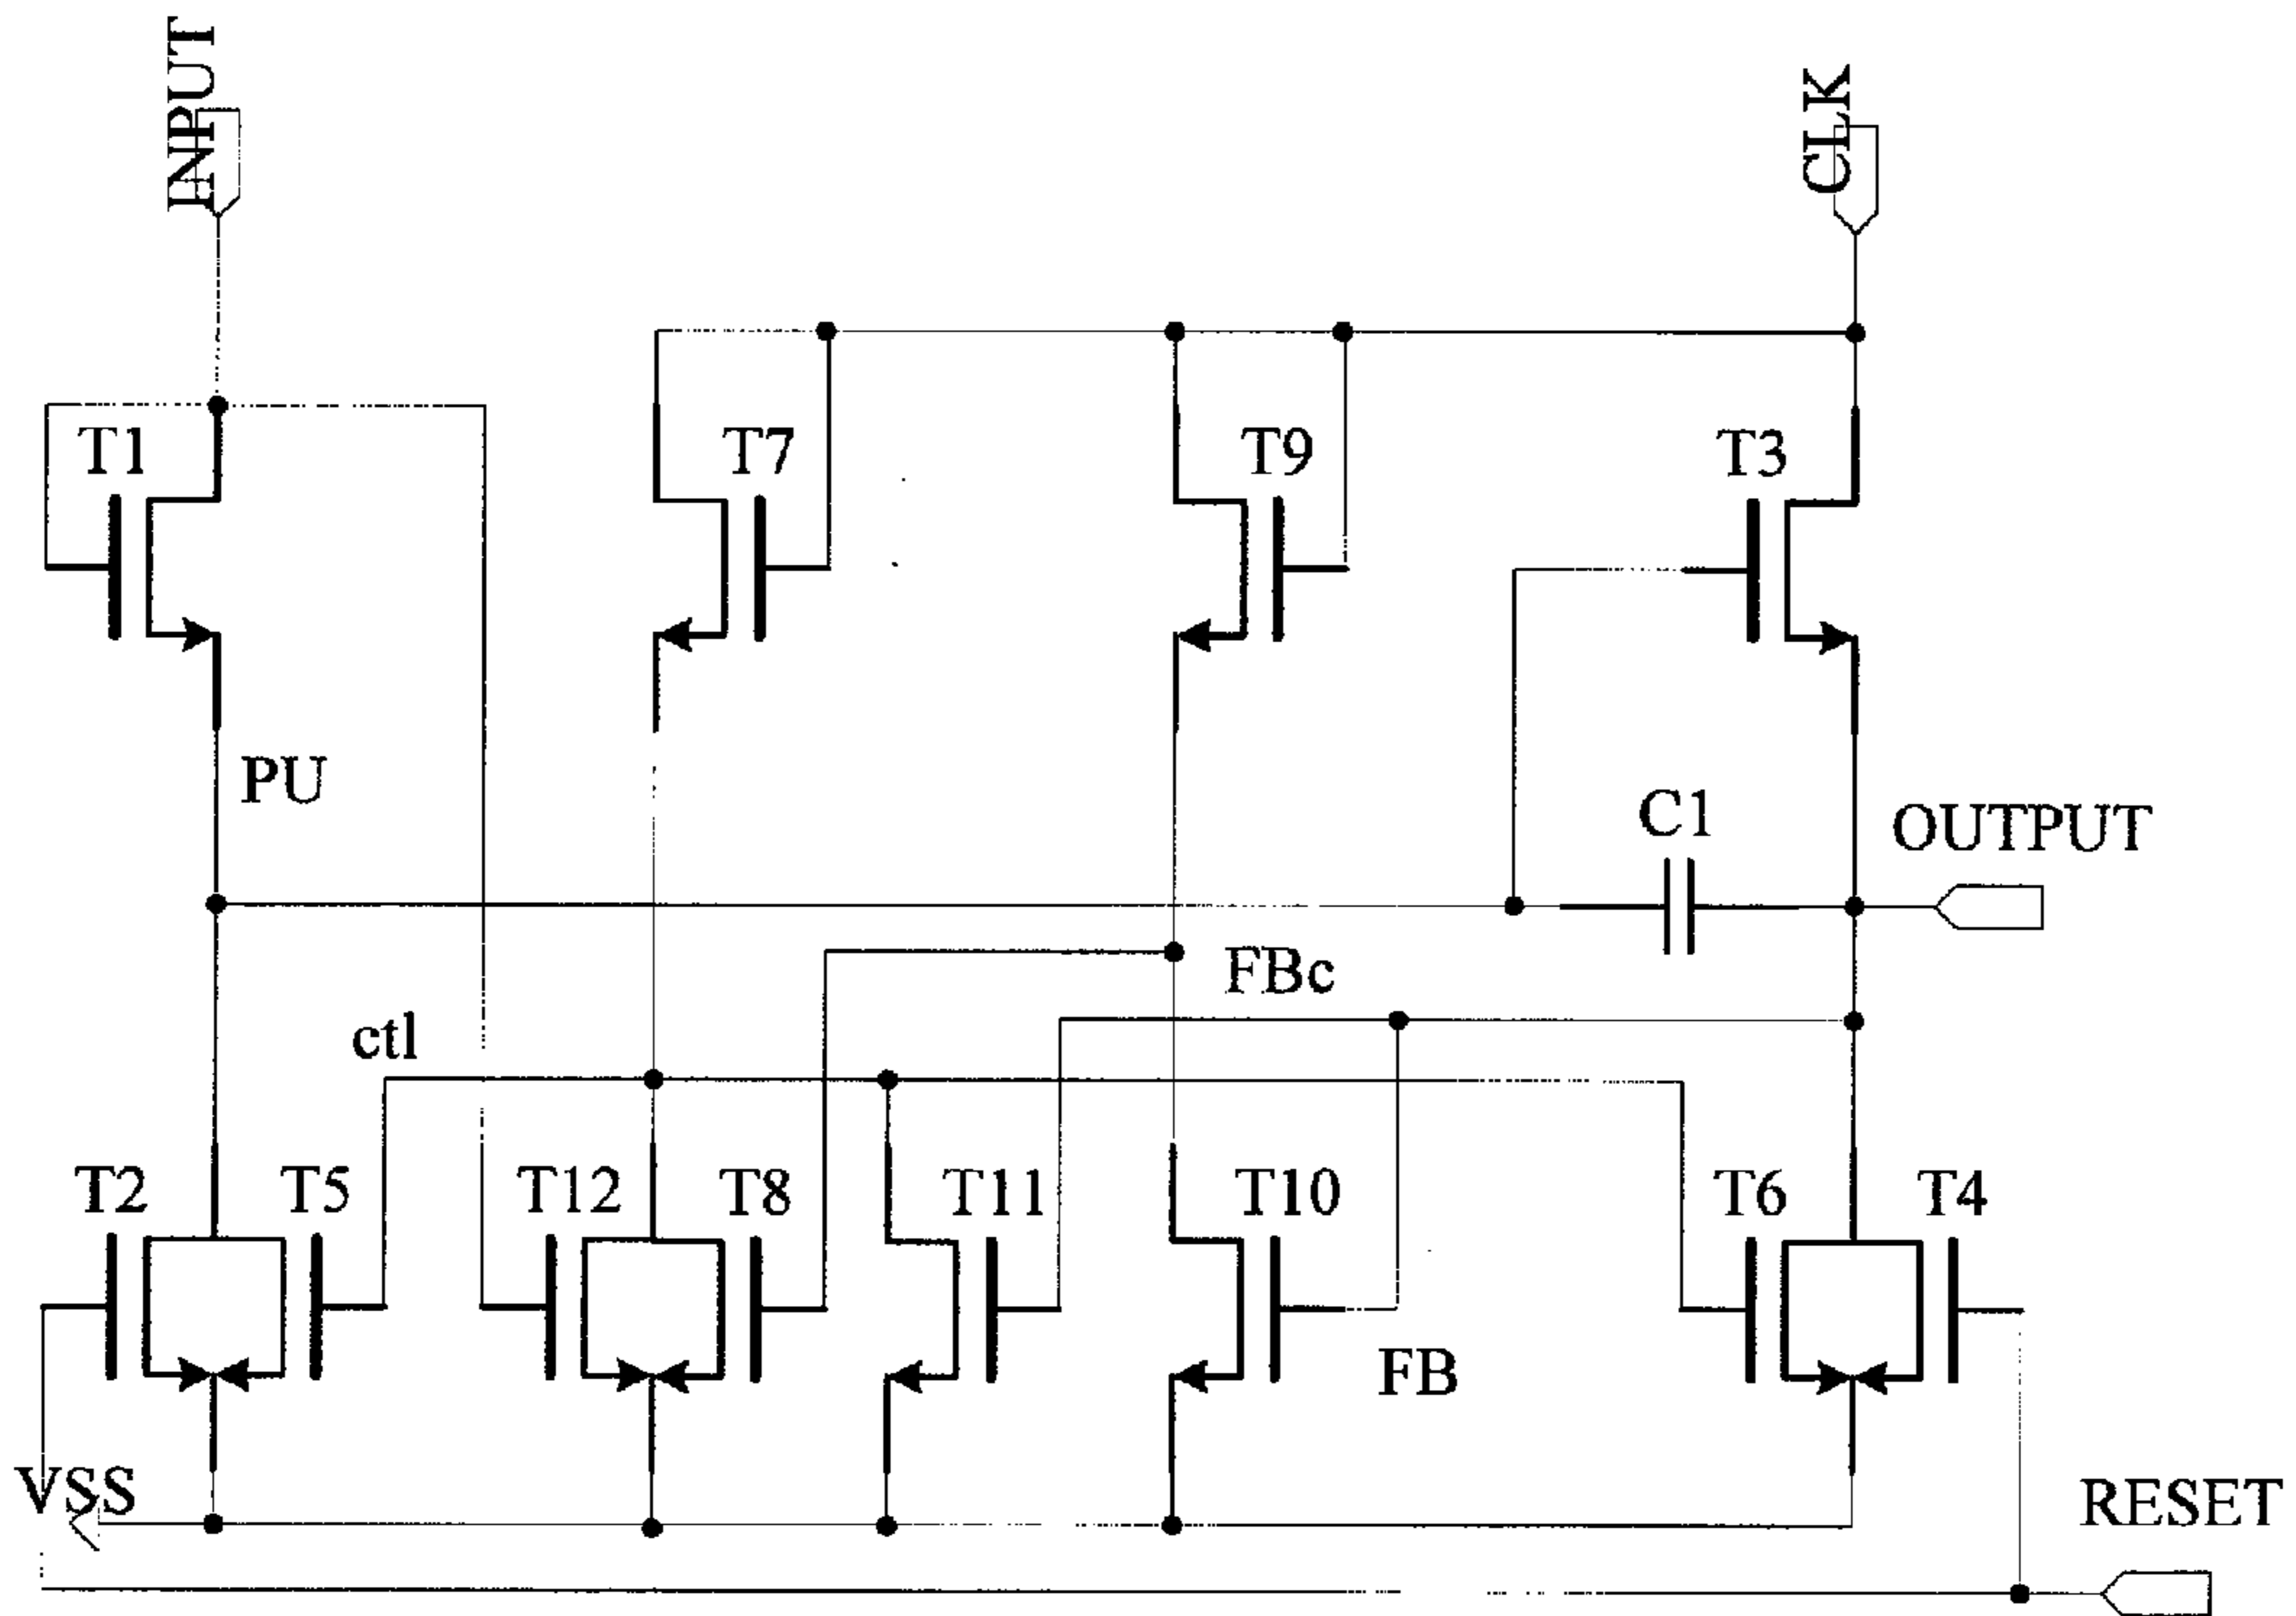 INPUT
CLK
T1
T7
T9
T3
PU
C1
OUTPUT
FBc
ctl
T2
T5
T12
T8
T11
T10
T6
T4
FB
VSS
RESET